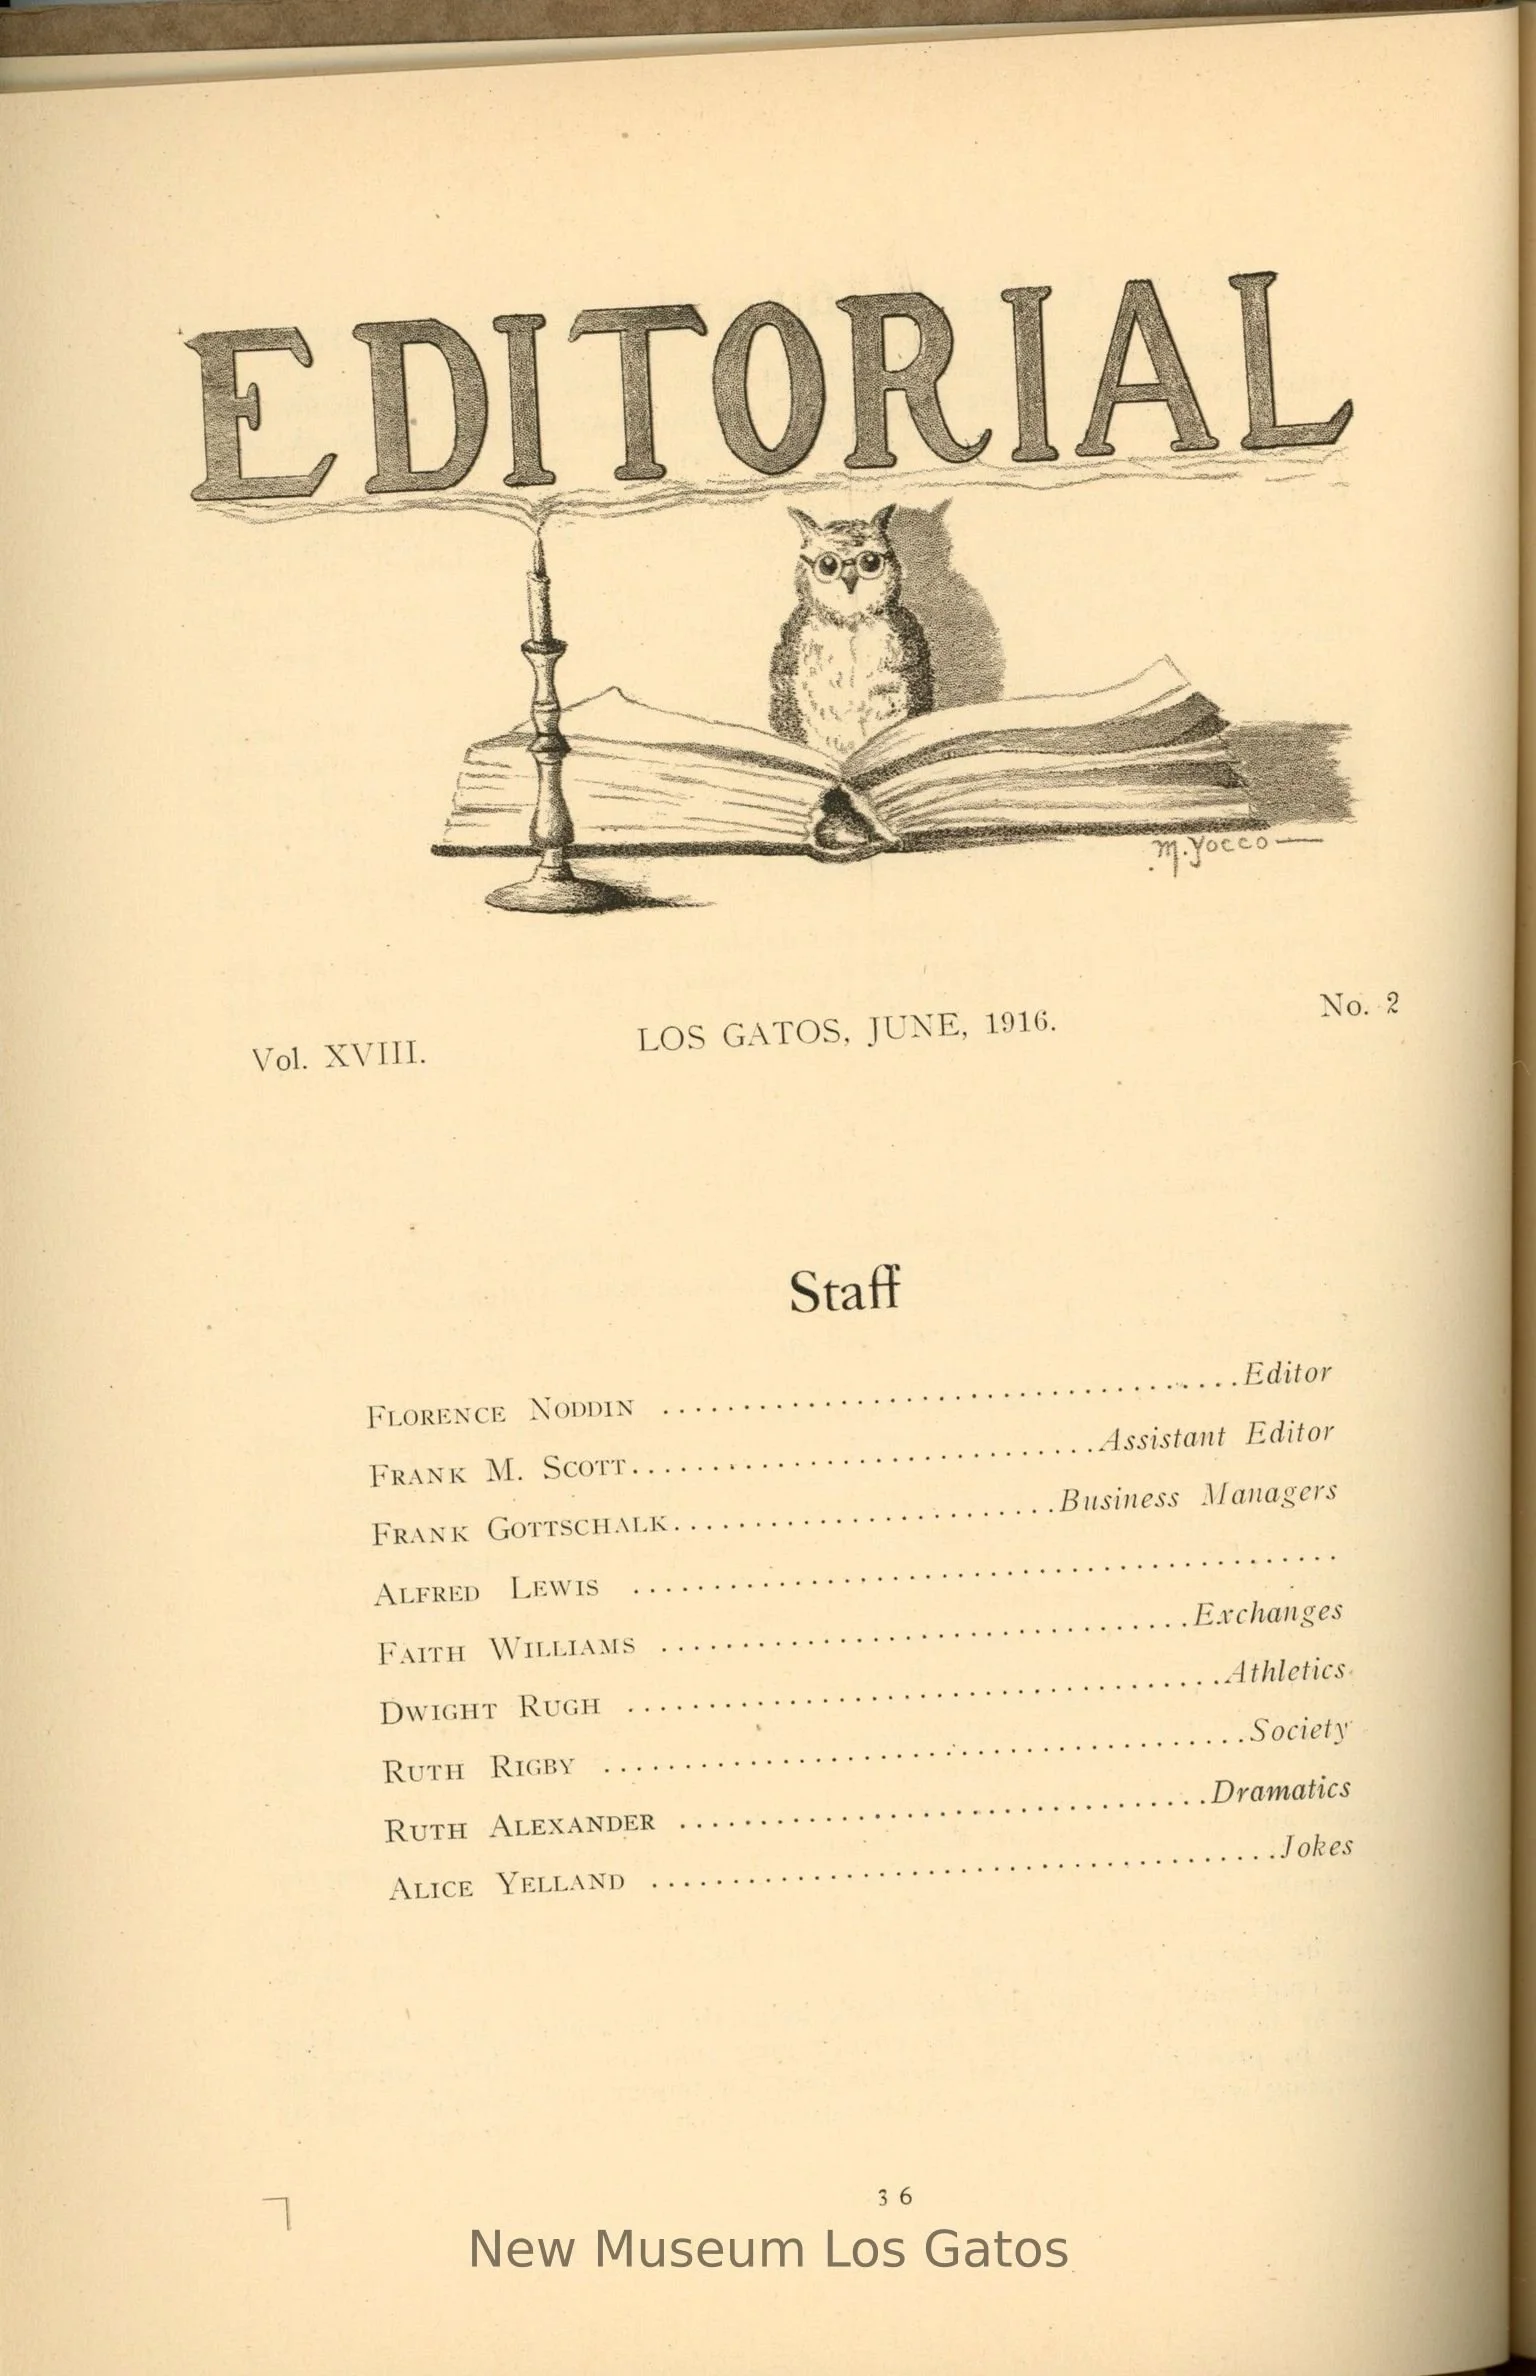 EDITORIAL
M. Yocco
Vol. XVIII.
LOS GATOS, JUNE, 1916.
No. 2
Staff
FLORENCE NODDIN ........................................Editor
FRANK M. SCOTT..............................Assistant Editor
FRANK GOTTSCHALK........................Business Managers
ALFRED LEWIS .............................................
FAITH WILLIAMS ..................................Exchanges
DWIGHT RUGH ......................................Athletics
RUTH RIGBY .........................................Society
RUTH ALEXANDER ..................................Dramatics
ALICE YELLAND ........................................Jokes
36
New Museum Los Gatos